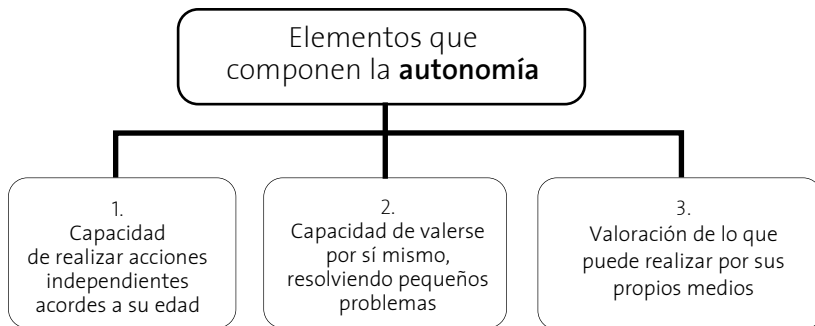 Elementos que
componen la autonomía
1.
Capacidad
de realizar acciones
independientes
acordes a su edad
2.
Capacidad de valerse
por sí mismo,
resolviendo pequeños
problemas
3.
Valoración de lo que
puede realizar por sus
propios medios